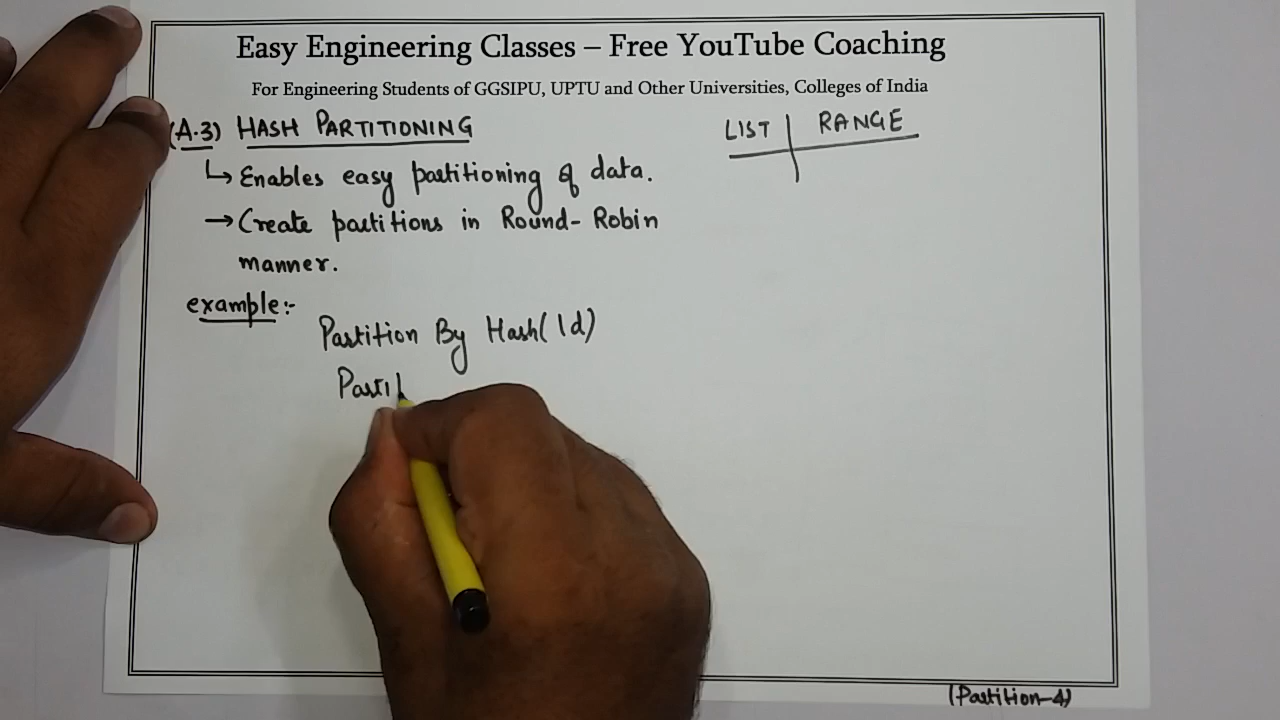 Easy Engineering Classes – Free YouTube Coaching
For Engineering Students of GGSIPU, UPTU and Other Universities, Colleges of India
(A.3) HASH PARTITIONING
LIST | RANGE
↳ Enables easy partitioning of data.
→ Create partitions in Round-Robin
manner.
example:-
Partition By Hash(Id)
Parti
(Partition-4)